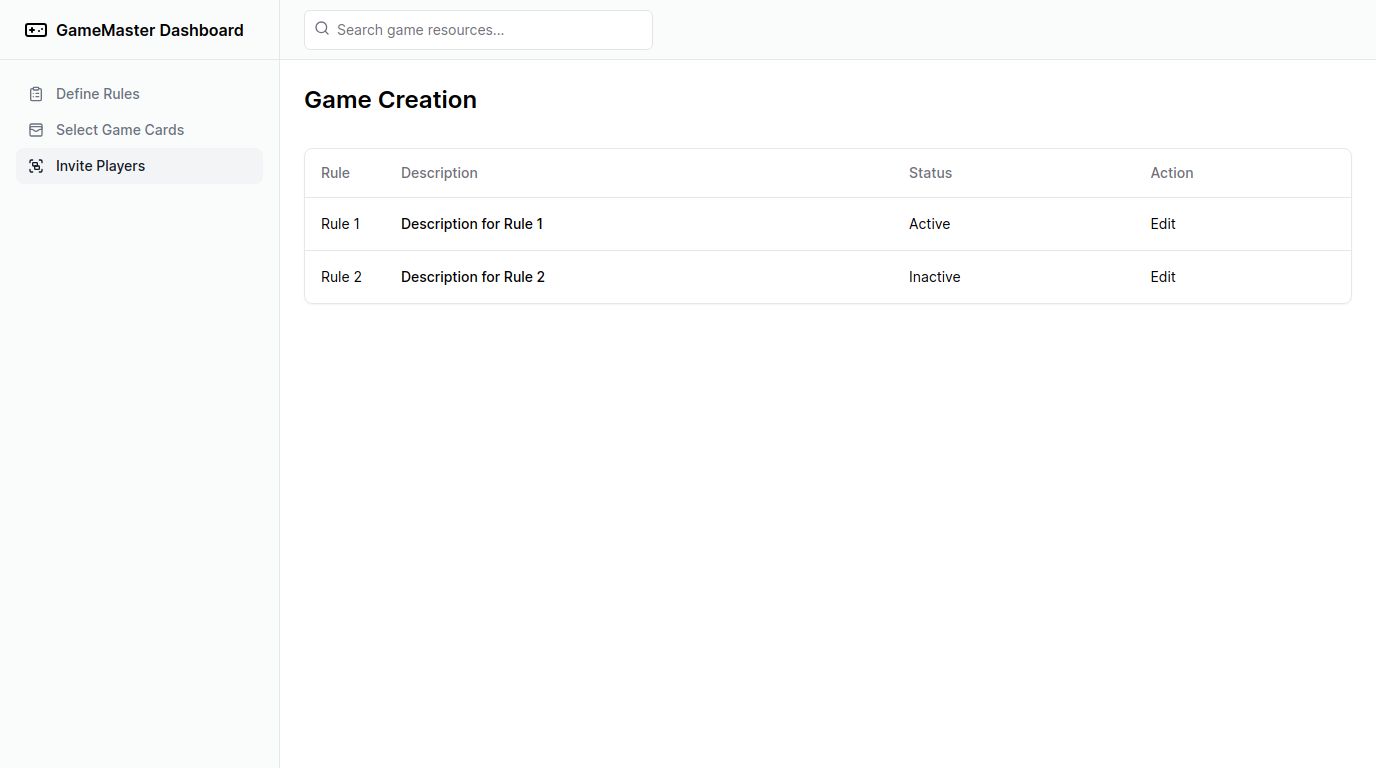 GameMaster Dashboard
Search game resources...
Define Rules
Select Game Cards
Invite Players
Game Creation
Rule Description Status Action
Rule 1 Description for Rule 1 Active Edit
Rule 2 Description for Rule 2 Inactive Edit